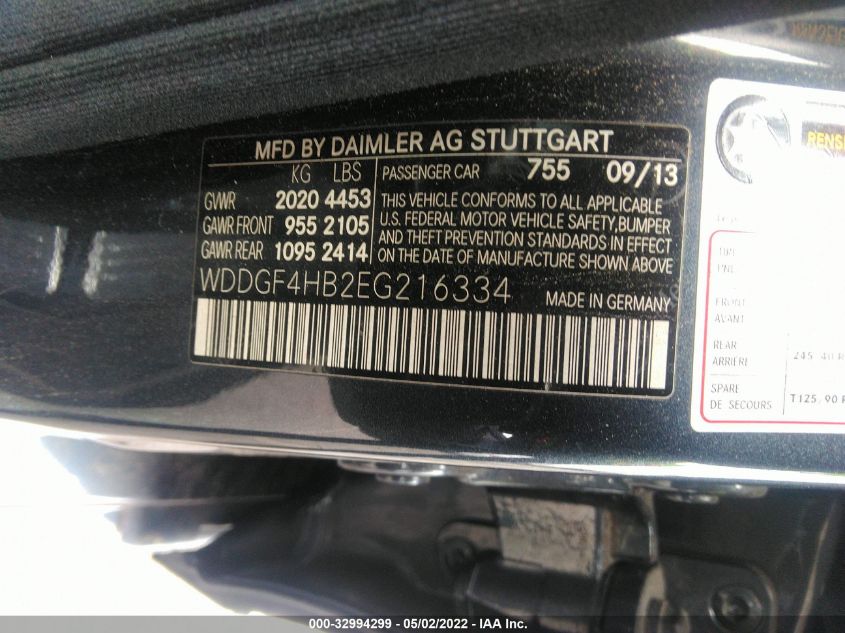 MFD BY DAIMLER AG STUTTGART
KG LBS PASSENGER CAR 755 09/13
GVWR 2020 4453 THIS VEHICLE CONFORMS TO ALL APPLICABLE
GAWR FRONT 955 2105 U.S. FEDERAL MOTOR VEHICLE SAFETY, BUMPER
AND THEFT PREVENTION STANDARDS IN EFFECT
GAWR REAR 1095 2414 ON THE DATE OF MANUFACTURE SHOWN ABOVE
WDDGF4HB2EG216334 MADE IN GERMANY
TIRE
FRONT
AVANT
REAR
ARRIERE
SPARE
DE SECOURS T125/90
000-32994299 - 05/02/2022 - IAA Inc.